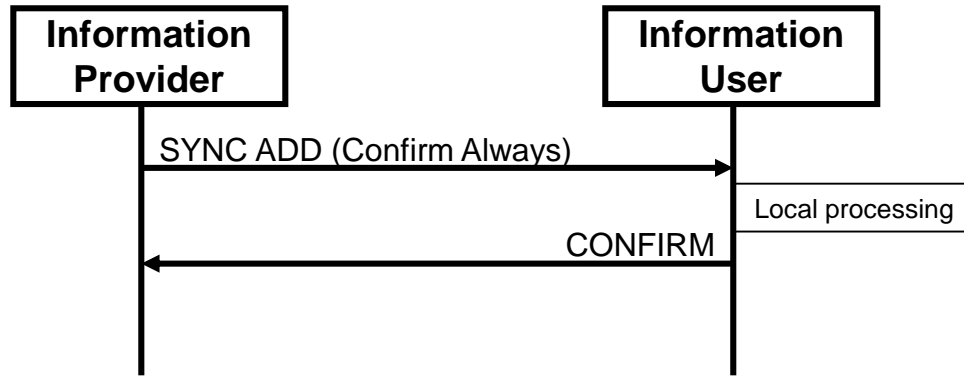 Information
Provider
Information
User
SYNC ADD (Confirm Always)
Local processing
CONFIRM